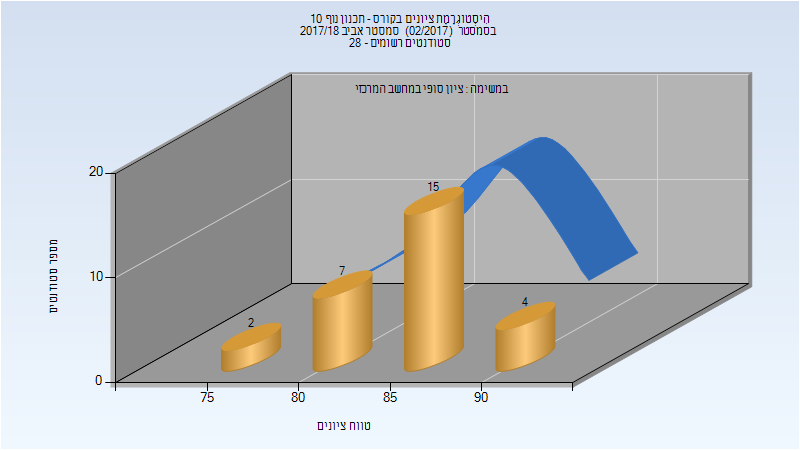 היסטוגרמת ציונים בקורס - תכנון נוף 10
בסמסטר (02/2017) סמסטר אביב 2017/18
סטודנטים רשומים - 28
במשימה : ציון סופי במחשב המרכזי
מספר סטודנטים
20
10
0
2
7
15
4
75
80
85
90
טווח ציונים